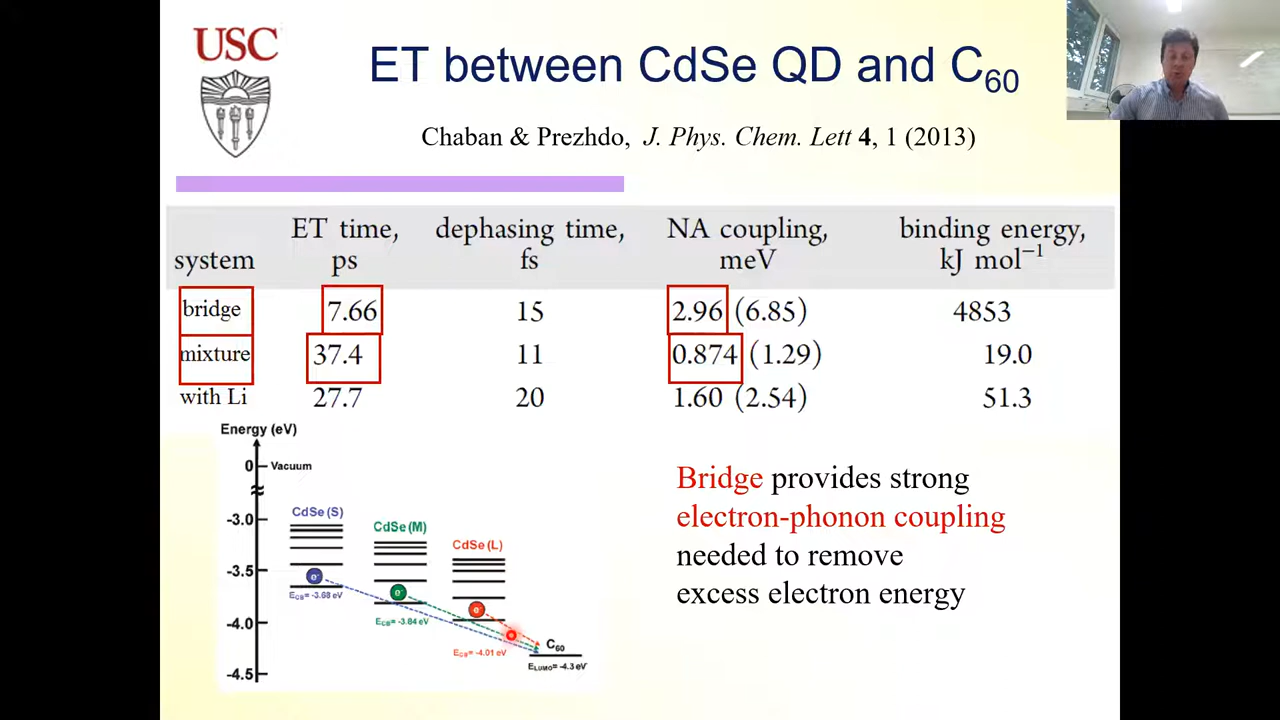 USC
ET between CdSe QD and C60
Chaban & Prezhdo, J. Phys. Chem. Lett 4, 1 (2013)
system ET time, ps dephasing time, fs NA coupling, meV binding energy, kJ mol−1
bridge 7.66 15 2.96 (6.85) 4853
mixture 37.4 11 0.874 (1.29) 19.0
with Li 27.7 20 1.60 (2.54) 51.3
Energy (eV)
0 Vacuum
-3.0
-3.5
-4.0
-4.5
CdSe (S)
e-
ECB= -3.68 eV
CdSe (M)
e-
ECB= -3.84 eV
CdSe (L)
e-
ECB= -4.01 eV
C60
ELUMO= -4.3 eV
Bridge provides strong
electron-phonon coupling
needed to remove
excess electron energy